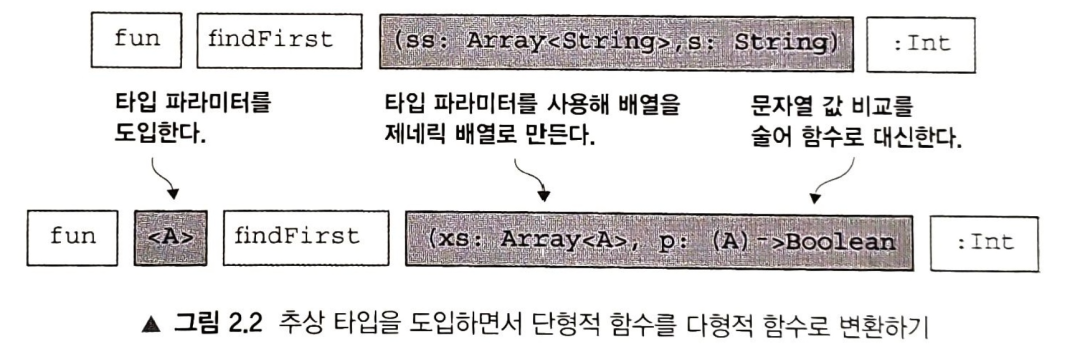 fun findFirst (ss: Array<String>,s: String) :Int
타입 파라미터를 타입 파라미터를 사용해 배열을 문자열 값 비교를
도입한다. 제네릭 배열로 만든다. 술어 함수로 대신한다.
fun <A> findFirst (xs: Array<A>, p: (A)->Boolean :Int
▲ 그림 2.2 추상 타입을 도입하면서 단형적 함수를 다형적 함수로 변환하기